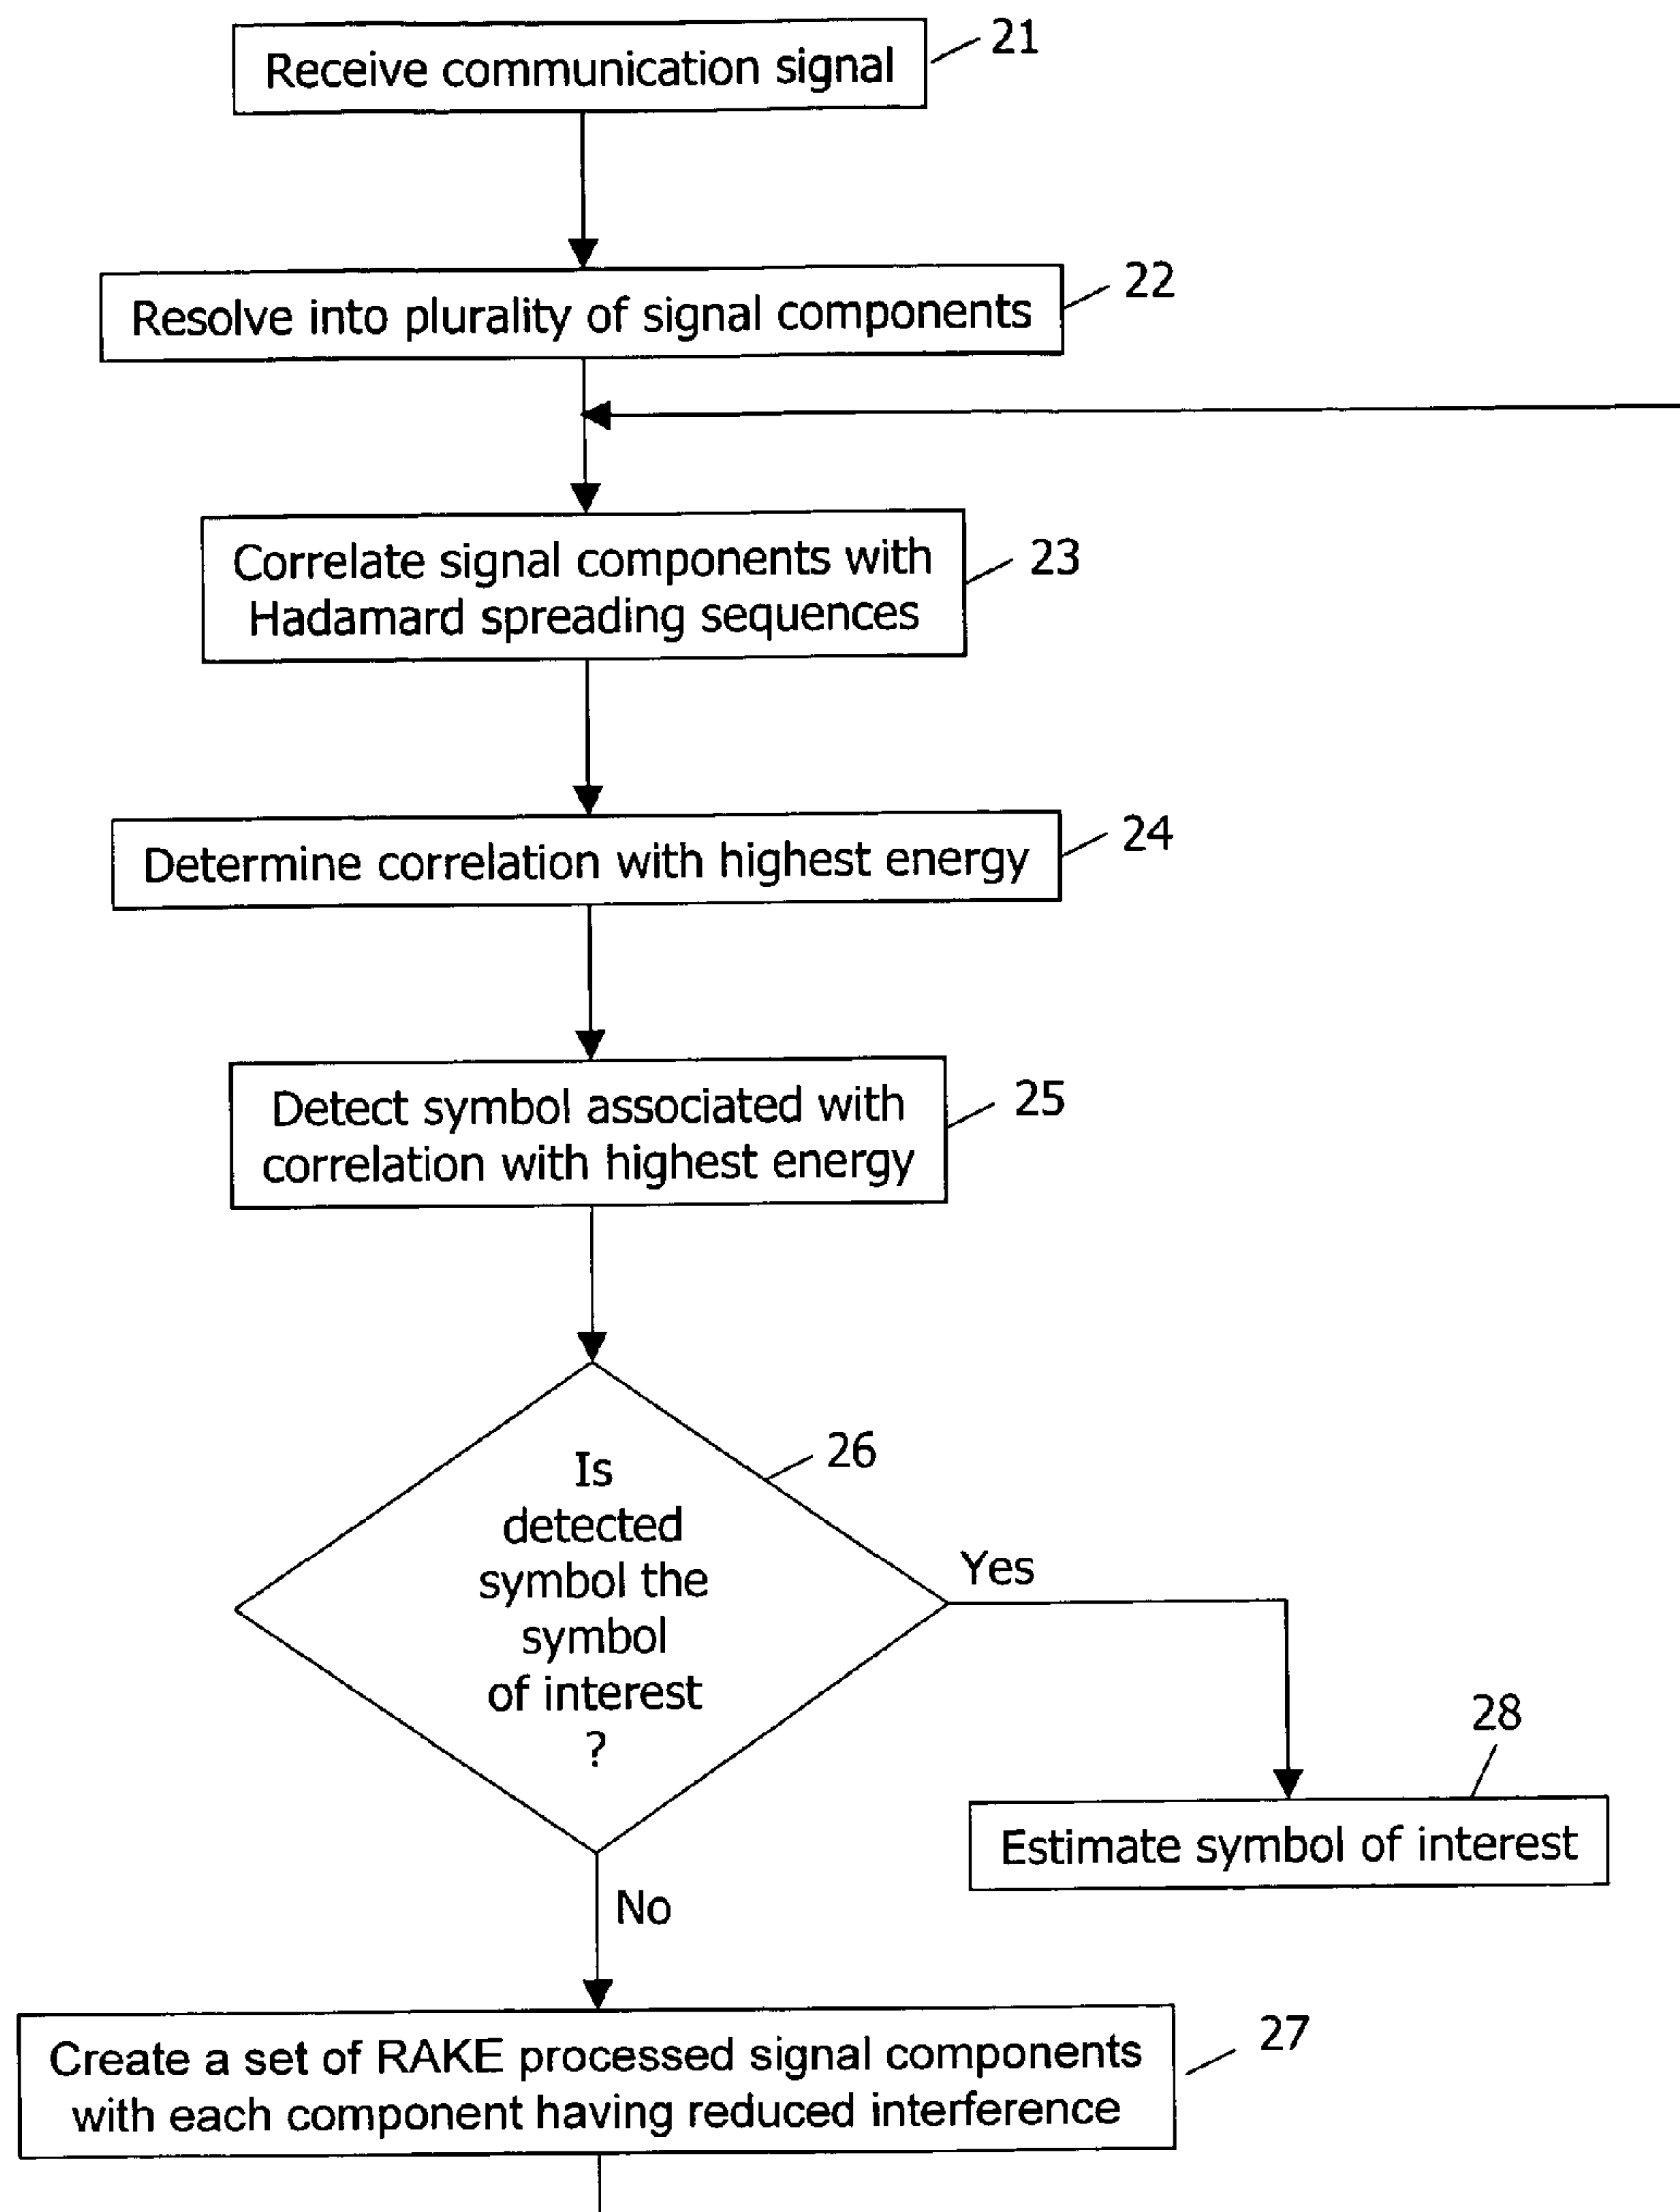 Receive communication signal
21
Resolve into plurality of signal components
22
Correlate signal components with
Hadamard spreading sequences
23
Determine correlation with highest energy
24
Detect symbol associated with
correlation with highest energy
25
Is
detected
symbol the
symbol
of interest
?
26
Yes
28
Estimate symbol of interest
No
Create a set of RAKE processed signal components
with each component having reduced interference
27